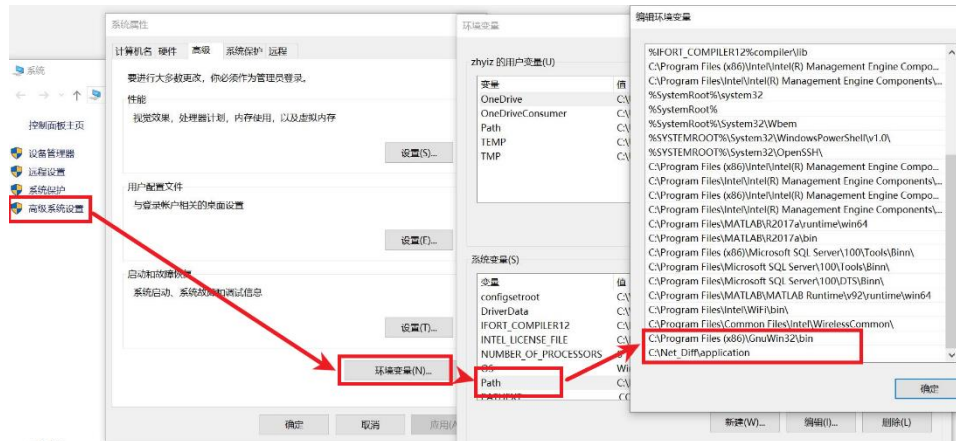 系统
控制面板主页
设备管理器
远程设置
系统保护
高级系统设置
系统属性
计算机名 硬件 高级 系统保护 远程
要进行大多数更改，你必须作为管理员登录。
性能
视觉效果，处理器计划，内存使用，以及虚拟内存
设置(S)...
用户配置文件
与登录帐户相关的桌面设置
设置(E)...
启动和故障恢复
系统启动、系统故障和调试信息
设置(T)...
环境变量(N)...
确定 取消 应用(A
环境变量
zhyiz 的用户变量(U)
变量 值
OneDrive C:\
OneDriveConsumer C:\
Path C:\
TEMP C:\
TMP C:\
系统变量(S)
变量 值
configsetroot C:\
DriverData C:\
IFORT_COMPILER12 C:\
INTEL_LICENSE_FILE C:\
NUMBER_OF_PROCESSORS
OS Wi
Path C:\
PATHEXT .CO
新建(W)... 编辑(I)... 删除(L)
编辑环境变量
%IFORT_COMPILER12%compiler\lib
C:\Program Files (x86)\Intel\Intel(R) Management Engine Compo...
C:\Program Files\Intel\Intel(R) Management Engine Components\...
%SystemRoot%\system32
%SystemRoot%
%SystemRoot%\System32\Wbem
%SYSTEMROOT%\System32\WindowsPowerShell\v1.0\
%SYSTEMROOT%\System32\OpenSSH\
C:\Program Files (x86)\Intel\Intel(R) Management Engine Compo...
C:\Program Files\Intel\Intel(R) Management Engine Components\...
C:\Program Files (x86)\Intel\Intel(R) Management Engine Compo...
C:\Program Files\Intel\Intel(R) Management Engine Components\...
C:\Program Files\MATLAB\R2017a\runtime\win64
C:\Program Files\MATLAB\R2017a\bin
C:\Program Files (x86)\Microsoft SQL Server\100\Tools\Binn\
C:\Program Files\Microsoft SQL Server\100\Tools\Binn\
C:\Program Files\Microsoft SQL Server\100\DTS\Binn\
C:\Program Files\MATLAB\MATLAB Runtime\v92\runtime\win64
C:\Program Files\Intel\WiFi\bin\
C:\Program Files\Common Files\Intel\WirelessCommon\
C:\Program Files (x86)\GnuWin32\bin
C:\Net_Diff\application
确定